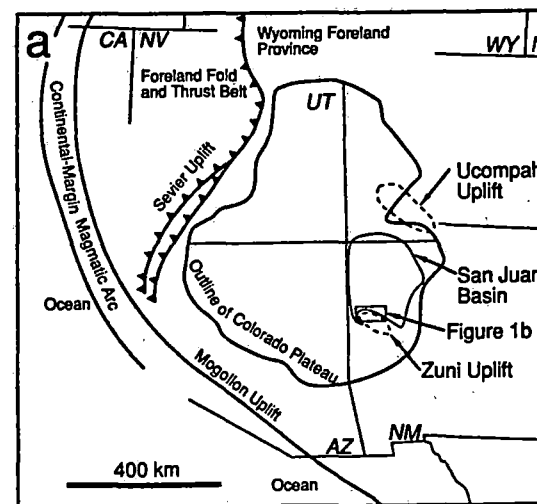 a
CA
NV
Wyoming Foreland
Province
WY
Foreland Fold
and Thrust Belt
UT
Continental-Margin Magmatic Arc
Sevier Uplift
Ucompah
Uplift
San Juan
Basin
Ocean
Outline of Colorado Plateau
Figure 1b
Zuni Uplift
Mogollon Uplift
AZ
NM
400 km
Ocean